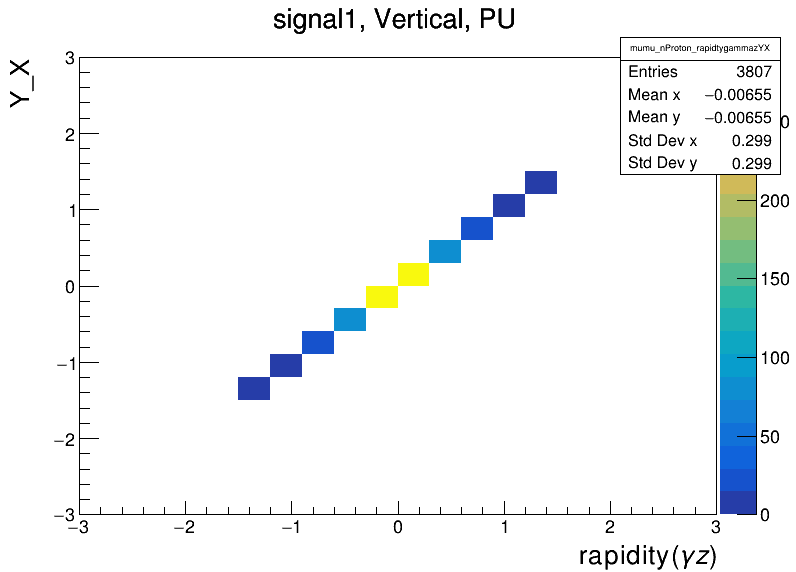 signal1, Vertical, PU
mumu_nProton_rapidtygammazYX
Entries 3807
Mean x −0.00655
Mean y −0.00655
Std Dev x 0.299
Std Dev y 0.299
Y_X
3
2
1
0
−1
−2
−3
−3
−2
−1
0
1
2
3
rapidity(γz)
0
200
150
100
50
0